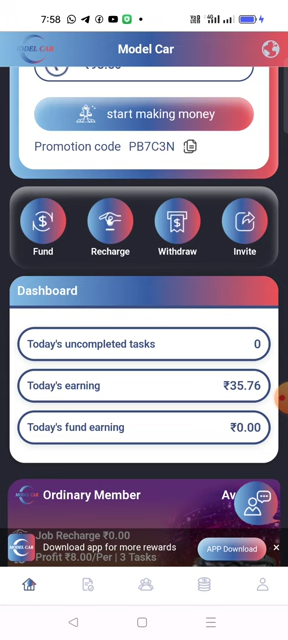 7:58
MODEL CAR
Model Car
start making money
Promotion code PB7C3N
Fund
Recharge
Withdraw
Invite
Dashboard
Today's uncompleted tasks 0
Today's earning ₹35.76
Today's fund earning ₹0.00
Ordinary Member
Job Recharge ₹0.00
Download app for more rewards
APP Download
Profit ₹8.00/Per | 3 Tasks